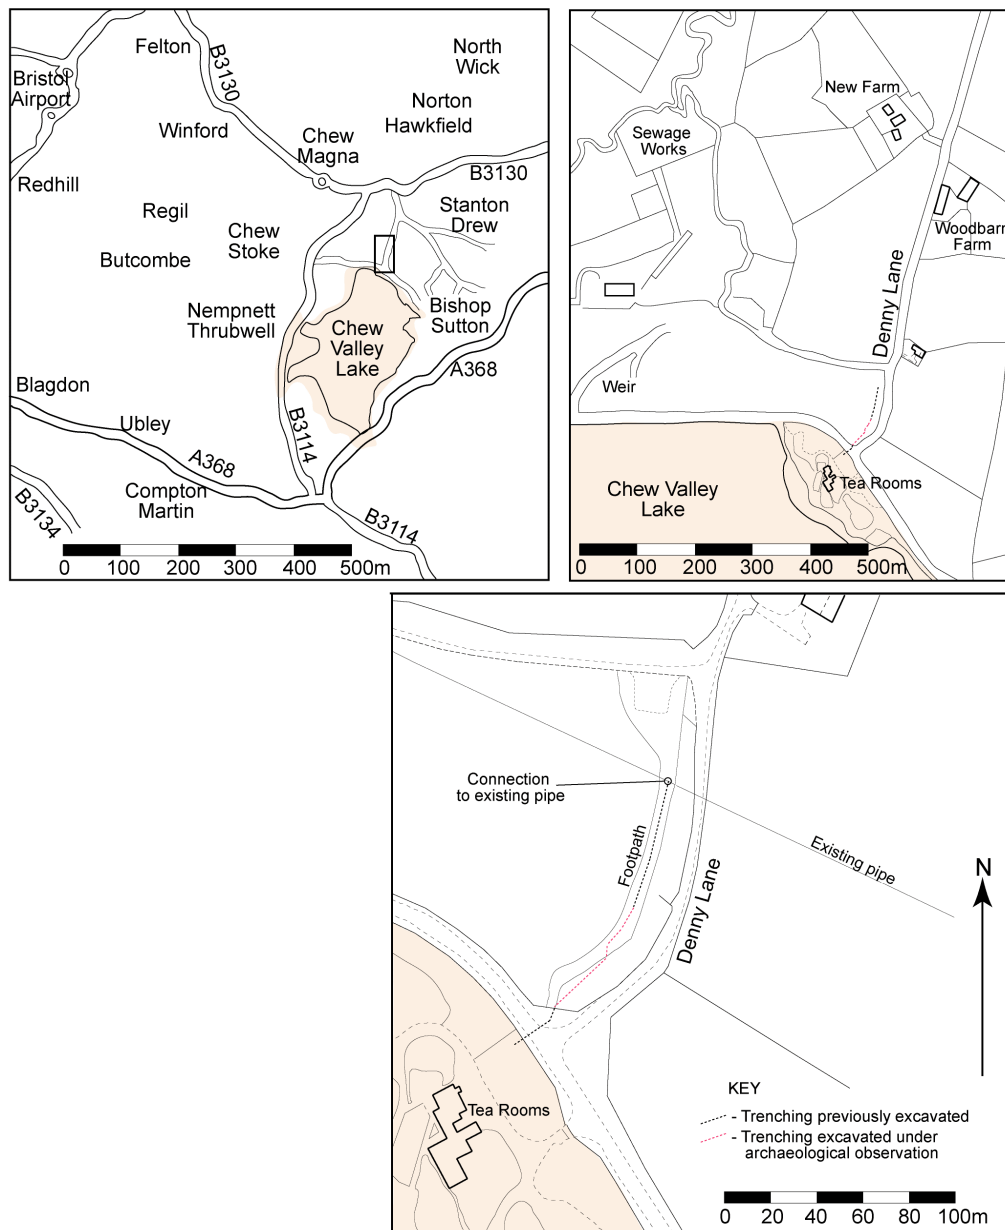 Felton
North
Wick
B3130
Bristol
Airport
Norton
Hawkfield
Winford
Chew
Magna
B3130
Redhill
Regil
Stanton
Drew
Chew
Stoke
Butcombe
Nempnett
Thrubwell
Bishop
Sutton
Chew
Valley
Lake
A368
Blagdon
Ubley
B3114
A368
Compton
Martin
B3134
B3114
0 100 200 300 400 500m
New Farm
Sewage
Works
Woodbarn
Farm
Denny Lane
Weir
Tea Rooms
Chew Valley
Lake
0 100 200 300 400 500m
Connection
to existing pipe
Footpath
Existing pipe
Denny Lane
N
Tea Rooms
KEY
- Trenching previously excavated
- Trenching excavated under
archaeological observation
0 20 40 60 80 100m